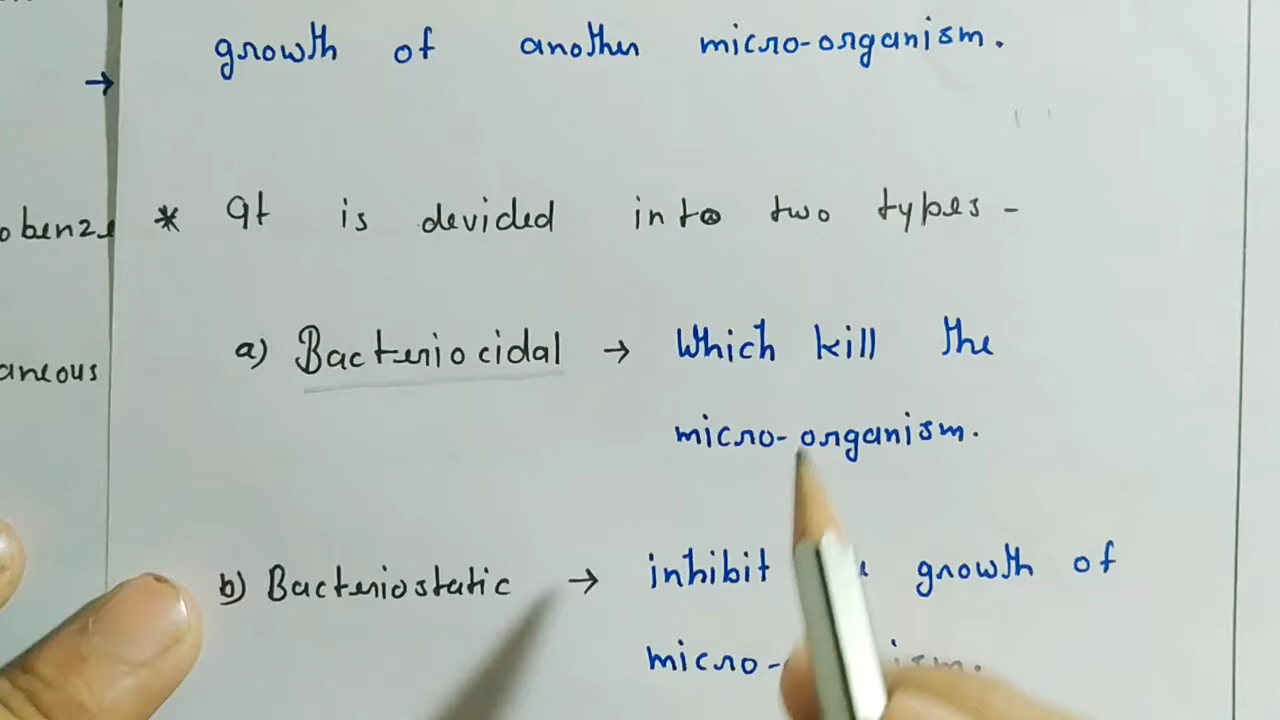 growth of another micro-organism.
→
obenze
* It is devided into two types -
a) Bacteriocidal → Which kill the
aneous
micro-organism.
b) Bacteriostatic → inhibit growth of
micro-